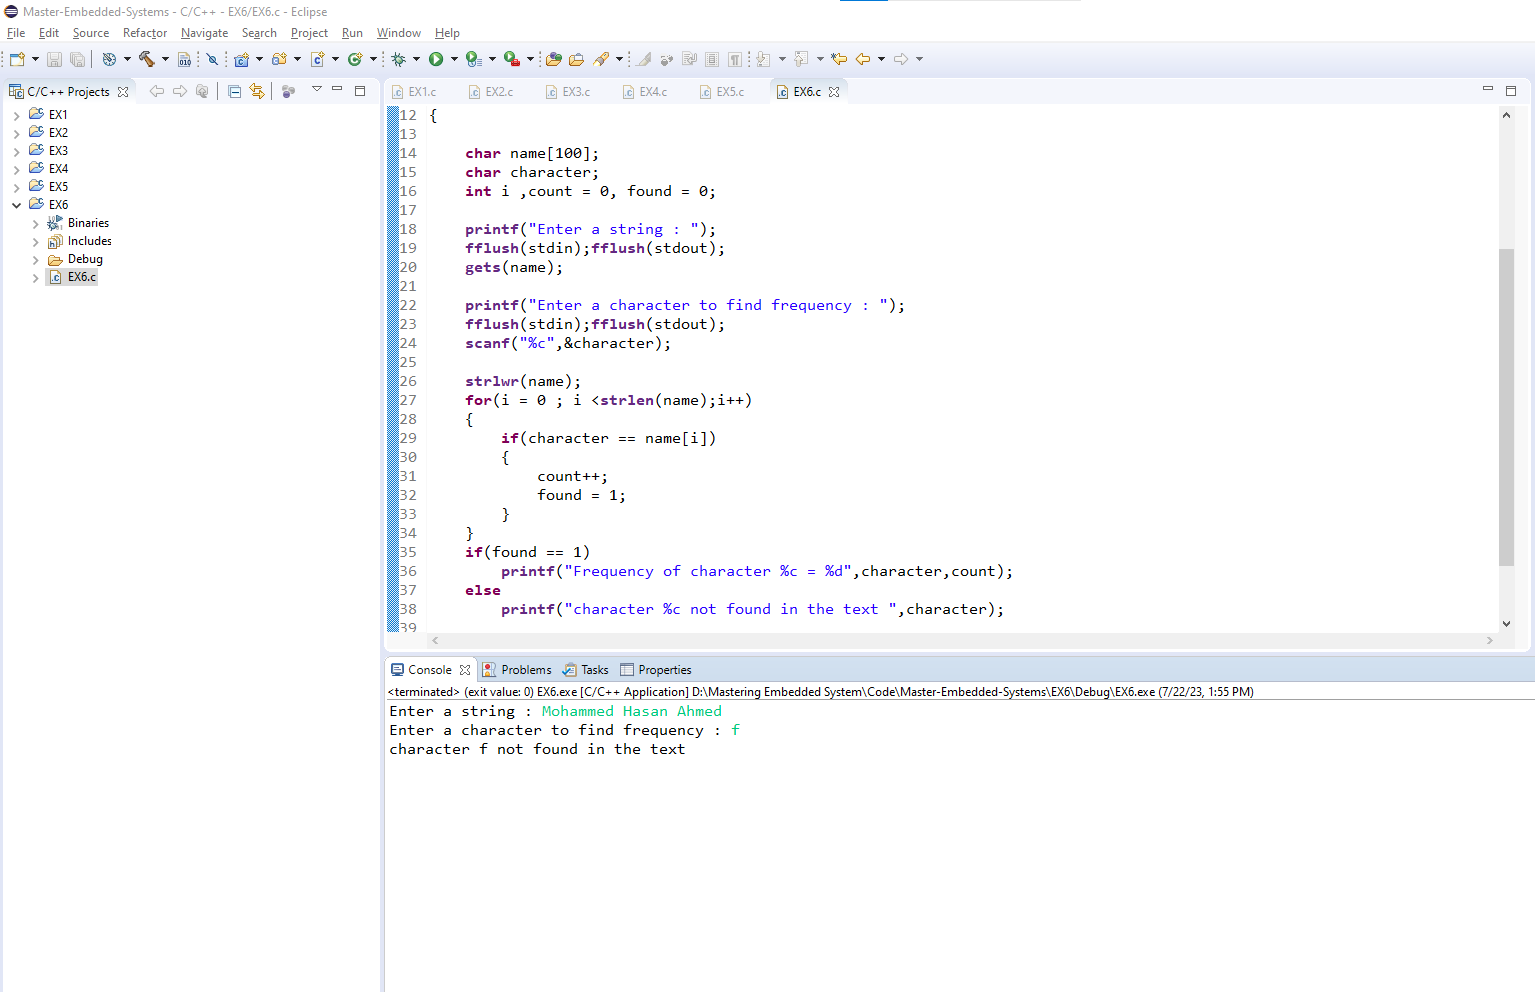 Master-Embedded-Systems - C/C++ - EX6/EX6.c - Eclipse
File Edit Source Refactor Navigate Search Project Run Window Help
C/C++ Projects
EX1
EX2
EX3
EX4
EX5
EX6
Binaries
Includes
Debug
EX6.c
EX1.c EX2.c EX3.c EX4.c EX5.c EX6.c
12 {
13
14     char name[100];
15     char character;
16     int i ,count = 0, found = 0;
17
18     printf("Enter a string : ");
19     fflush(stdin);fflush(stdout);
20     gets(name);
21
22     printf("Enter a character to find frequency : ");
23     fflush(stdin);fflush(stdout);
24     scanf("%c",&character);
25
26     strlwr(name);
27     for(i = 0 ; i <strlen(name);i++)
28     {
29         if(character == name[i])
30         {
31             count++;
32             found = 1;
33         }
34     }
35     if(found == 1)
36         printf("Frequency of character %c = %d",character,count);
37     else
38         printf("character %c not found in the text ",character);
39
Console Problems Tasks Properties
<terminated> (exit value: 0) EX6.exe [C/C++ Application] D:\Mastering Embedded System\Code\Master-Embedded-Systems\EX6\Debug\EX6.exe (7/22/23, 1:55 PM)
Enter a string : Mohammed Hasan Ahmed
Enter a character to find frequency : f
character f not found in the text